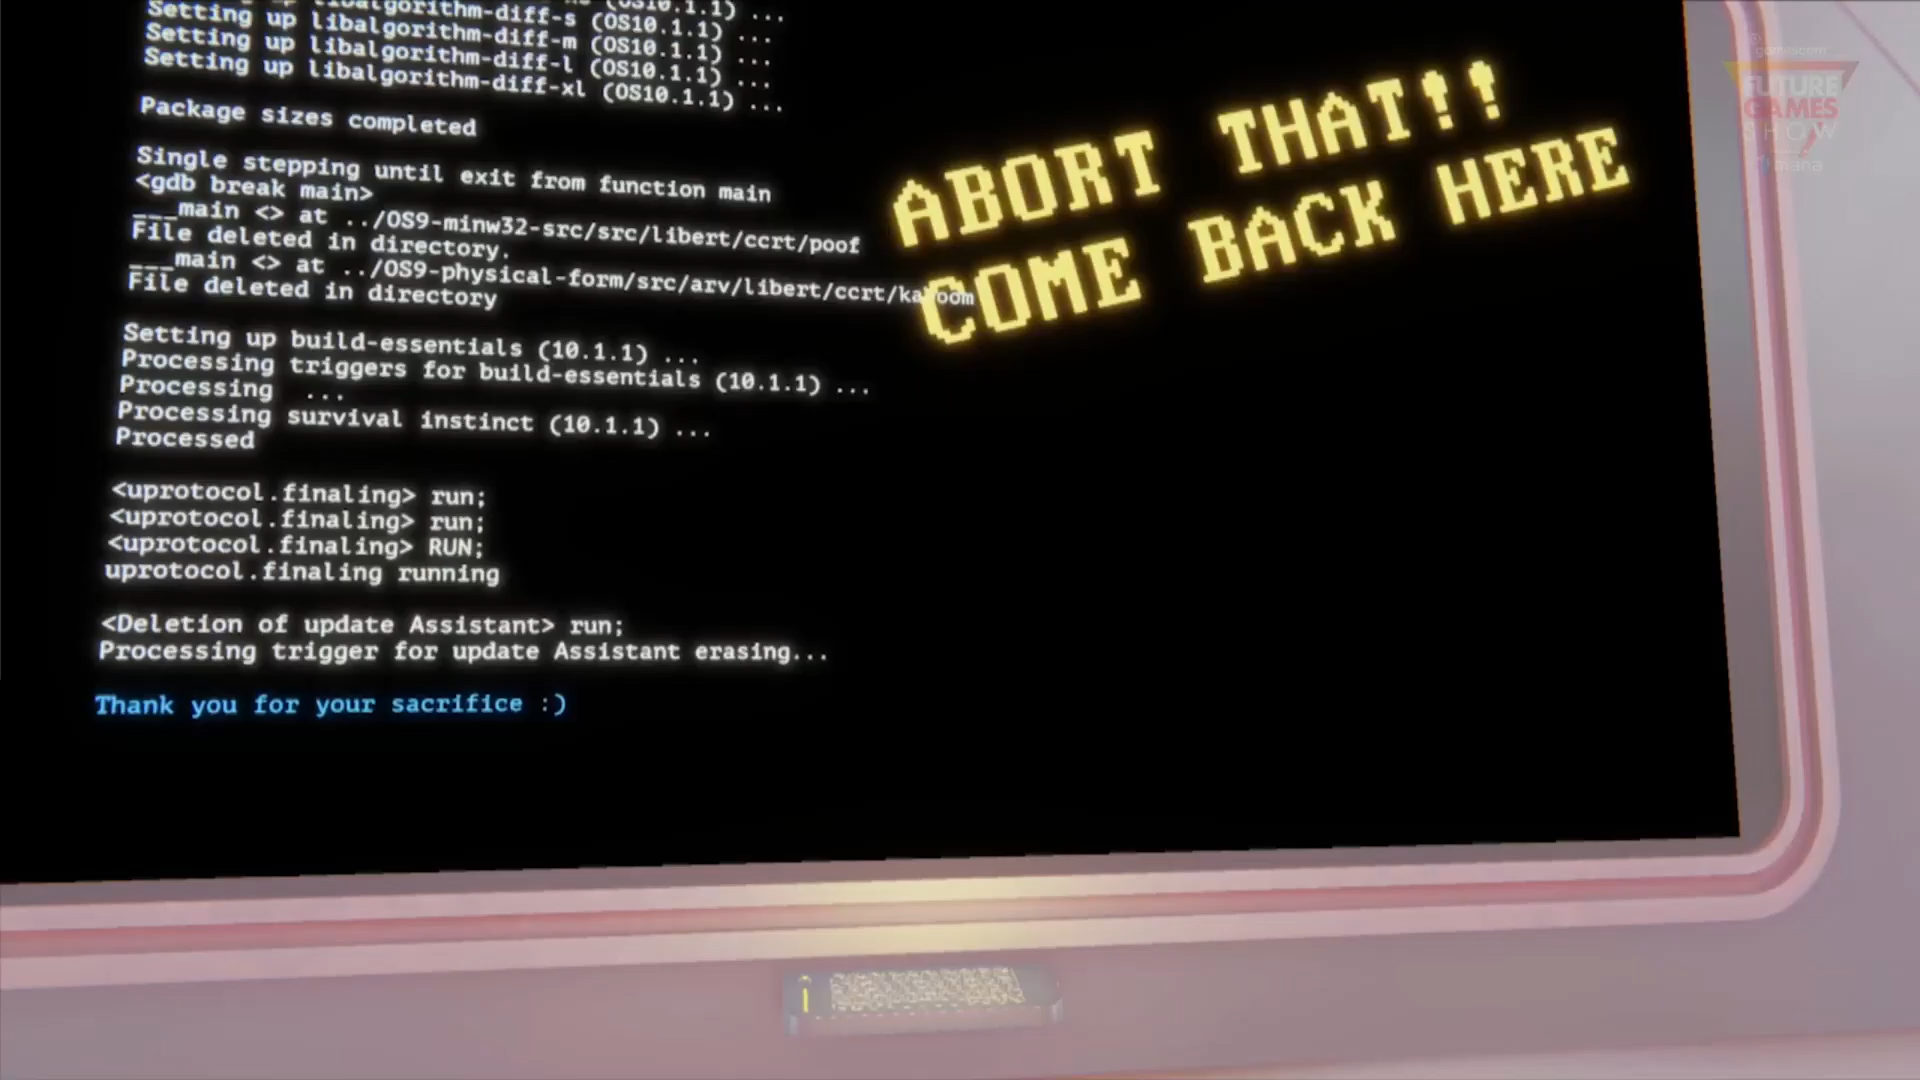 Setting up libalgorithm-diff-s (OS10.1.1) ...
Setting up libalgorithm-diff-m (OS10.1.1) ...
Setting up libalgorithm-diff-l (OS10.1.1) ...
Setting up libalgorithm-diff-xl (OS10.1.1) ...
Package sizes completed
Single stepping until exit from function main
<gdb break main>
___main <> at ../OS9-minw32-src/src/libert/ccrt/poof
File deleted in directory.
___main <> at ../OS9-physical-form/src/arv/libert/ccrt/kaboom
File deleted in directory
Setting up build-essentials (10.1.1) ...
Processing triggers for build-essentials (10.1.1) ...
Processing ...
Processing survival instinct (10.1.1) ...
Processed
<uprotocol.finaling> run;
<uprotocol.finaling> run;
<uprotocol.finaling> RUN;
uprotocol.finaling running
<Deletion of update Assistant> run;
Processing trigger for update Assistant erasing...
Thank you for your sacrifice :)
ABORT THAT!!
COME BACK HERE
gamescom
FUTURE
GAMES
SHOW